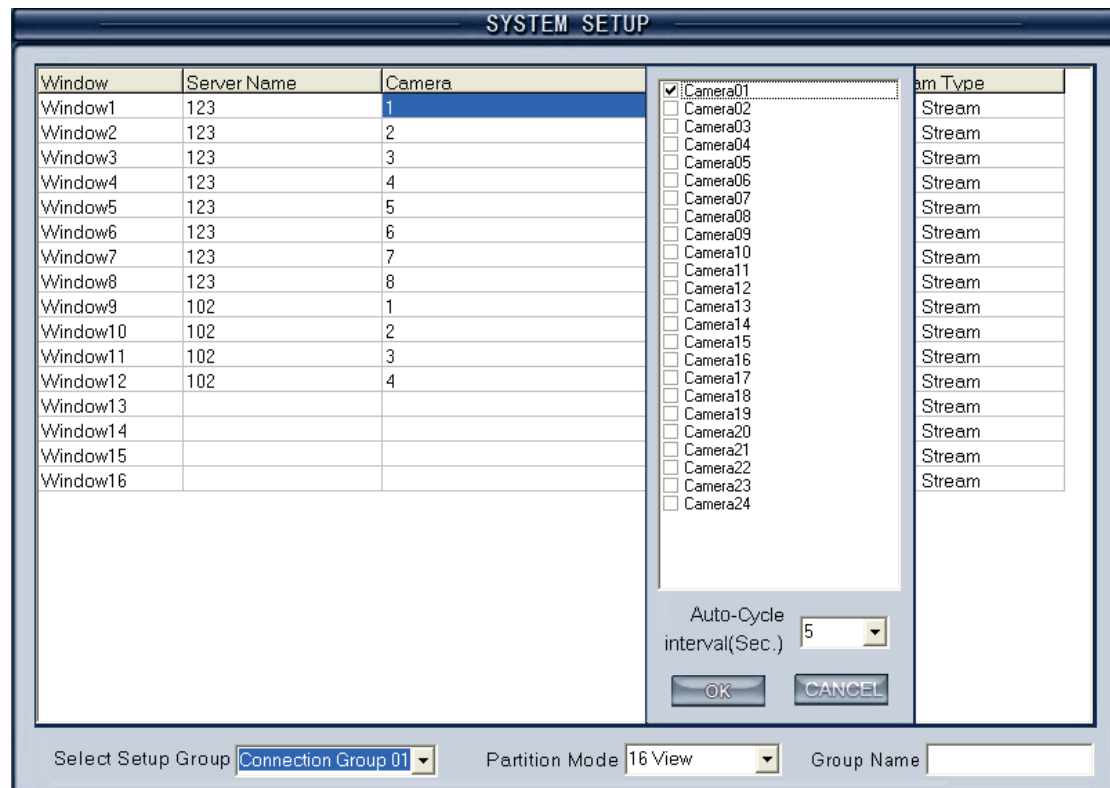 SYSTEM SETUP
Window Server Name Camera am Type
Window1 123 1 Stream
Window2 123 2 Stream
Window3 123 3 Stream
Window4 123 4 Stream
Window5 123 5 Stream
Window6 123 6 Stream
Window7 123 7 Stream
Window8 123 8 Stream
Window9 102 1 Stream
Window10 102 2 Stream
Window11 102 3 Stream
Window12 102 4 Stream
Window13 Stream
Window14 Stream
Window15 Stream
Window16 Stream
Camera01
Camera02
Camera03
Camera04
Camera05
Camera06
Camera07
Camera08
Camera09
Camera10
Camera11
Camera12
Camera13
Camera14
Camera15
Camera16
Camera17
Camera18
Camera19
Camera20
Camera21
Camera22
Camera23
Camera24
Auto-Cycle
interval(Sec.) 5
OK CANCEL
Select Setup Group Connection Group 01 Partition Mode 16 View Group Name